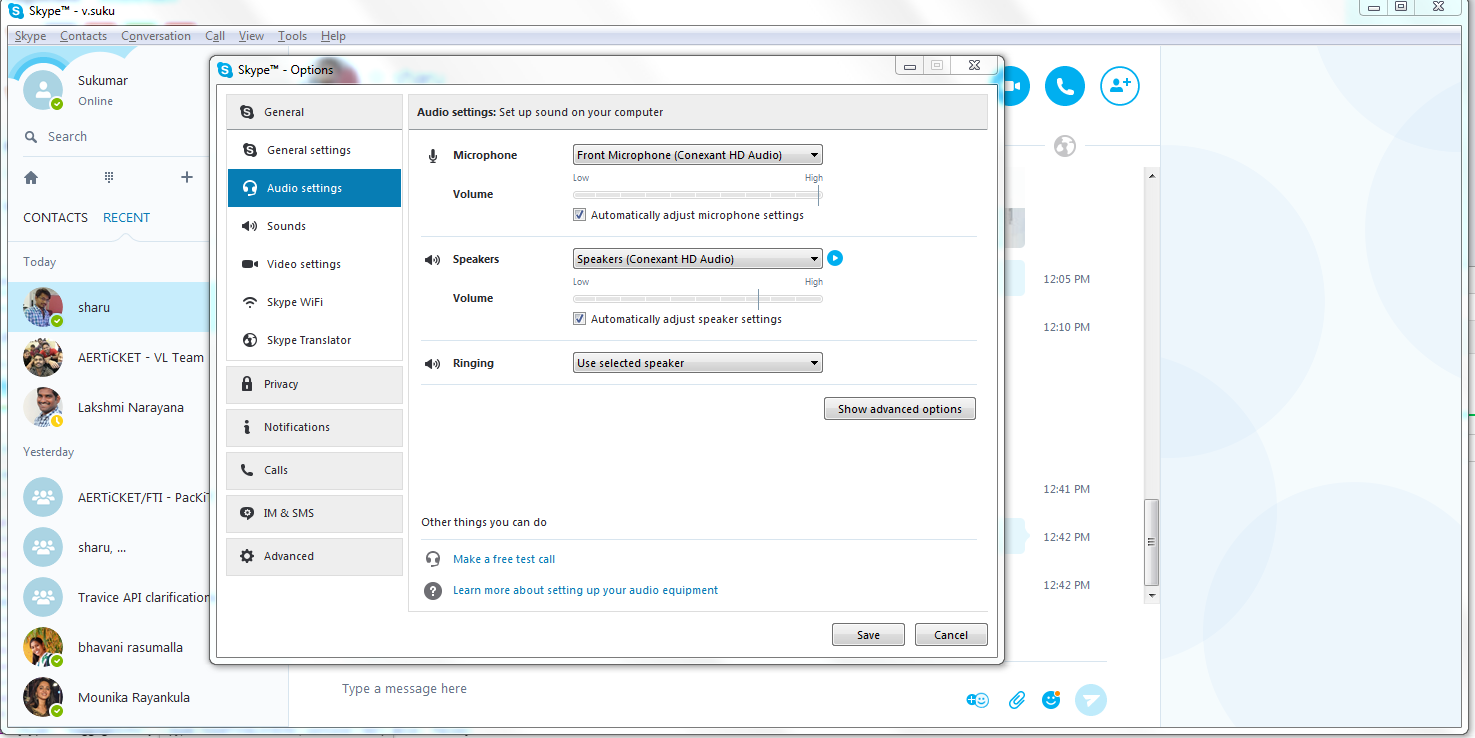 Skype™ - v.suku
Skype Contacts Conversation Call View Tools Help
Sukumar
Online
Search
CONTACTS RECENT
Today
sharu
AERTiCKET - VL Team
Lakshmi Narayana
Yesterday
AERTiCKET/FTI - PacKiT
sharu, ...
Travice API clarification
bhavani rasumalla
Mounika Rayankula
Skype™ - Options
General
General settings
Audio settings
Sounds
Video settings
Skype WiFi
Skype Translator
Privacy
Notifications
Calls
IM & SMS
Advanced
Audio settings: Set up sound on your computer
Microphone Front Microphone (Conexant HD Audio)
Low High
Volume
Automatically adjust microphone settings
Speakers Speakers (Conexant HD Audio)
Low High
Volume
Automatically adjust speaker settings
Ringing Use selected speaker
Show advanced options
Other things you can do
Make a free test call
? Learn more about setting up your audio equipment
Save Cancel
12:05 PM
12:10 PM
12:41 PM
12:42 PM
12:42 PM
Type a message here